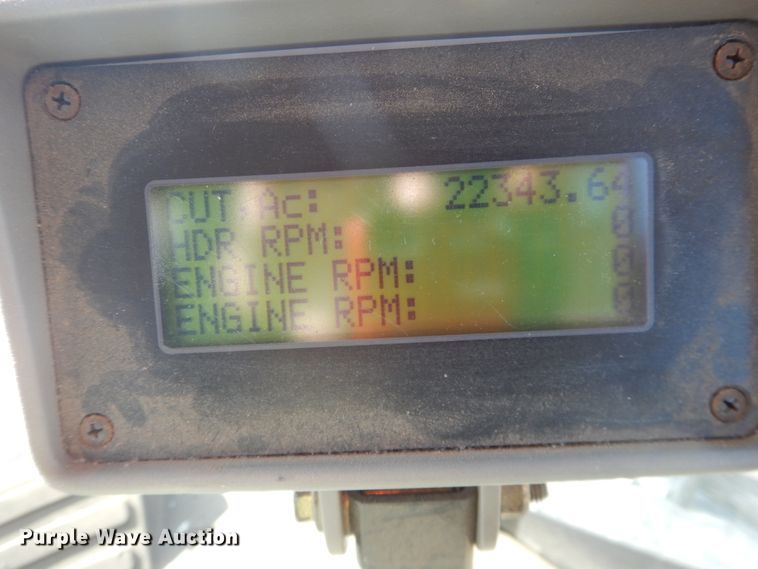 CUT Ac: 22343.64
HDR RPM: 0
ENGINE RPM: 0
ENGINE RPM: 0
Purple Wave Auction